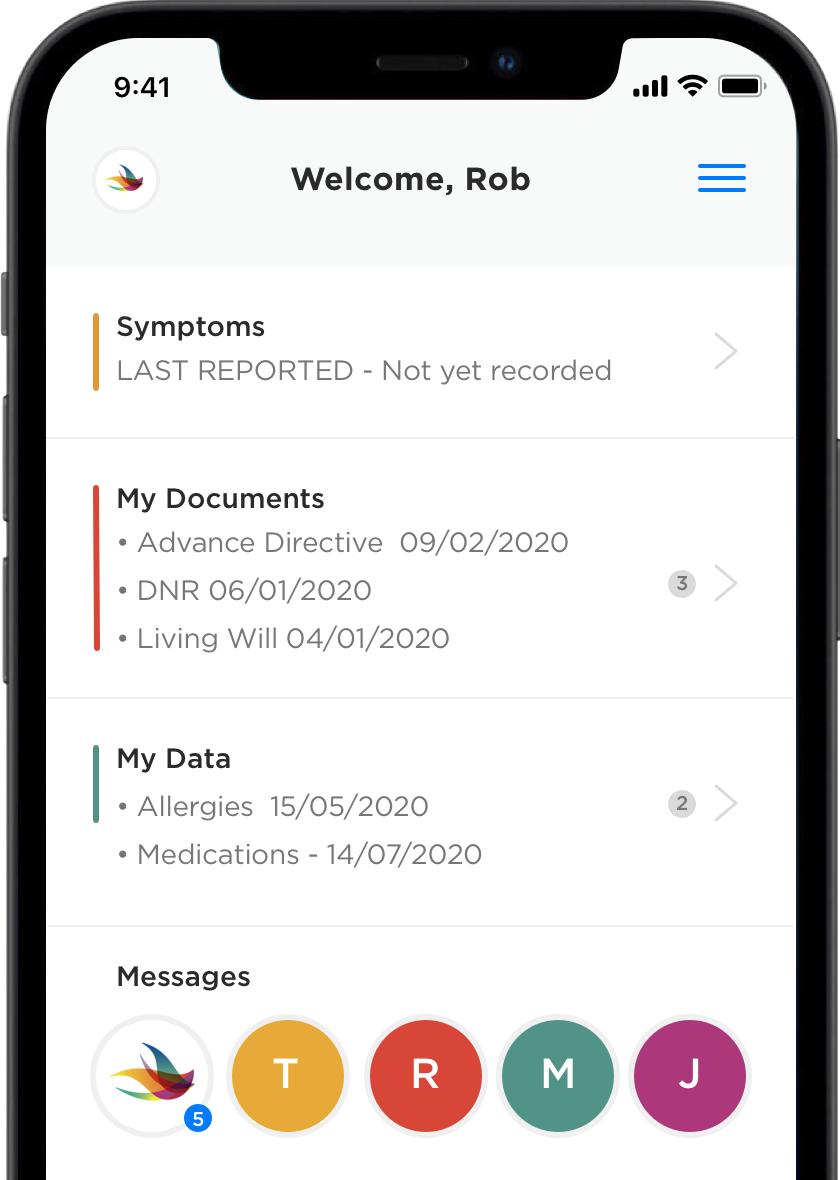 9:41
Welcome, Rob
Symptoms
LAST REPORTED - Not yet recorded
My Documents
• Advance Directive 09/02/2020
• DNR 06/01/2020
3
• Living Will 04/01/2020
My Data
• Allergies 15/05/2020
2
• Medications - 14/07/2020
Messages
5
T
R
M
J